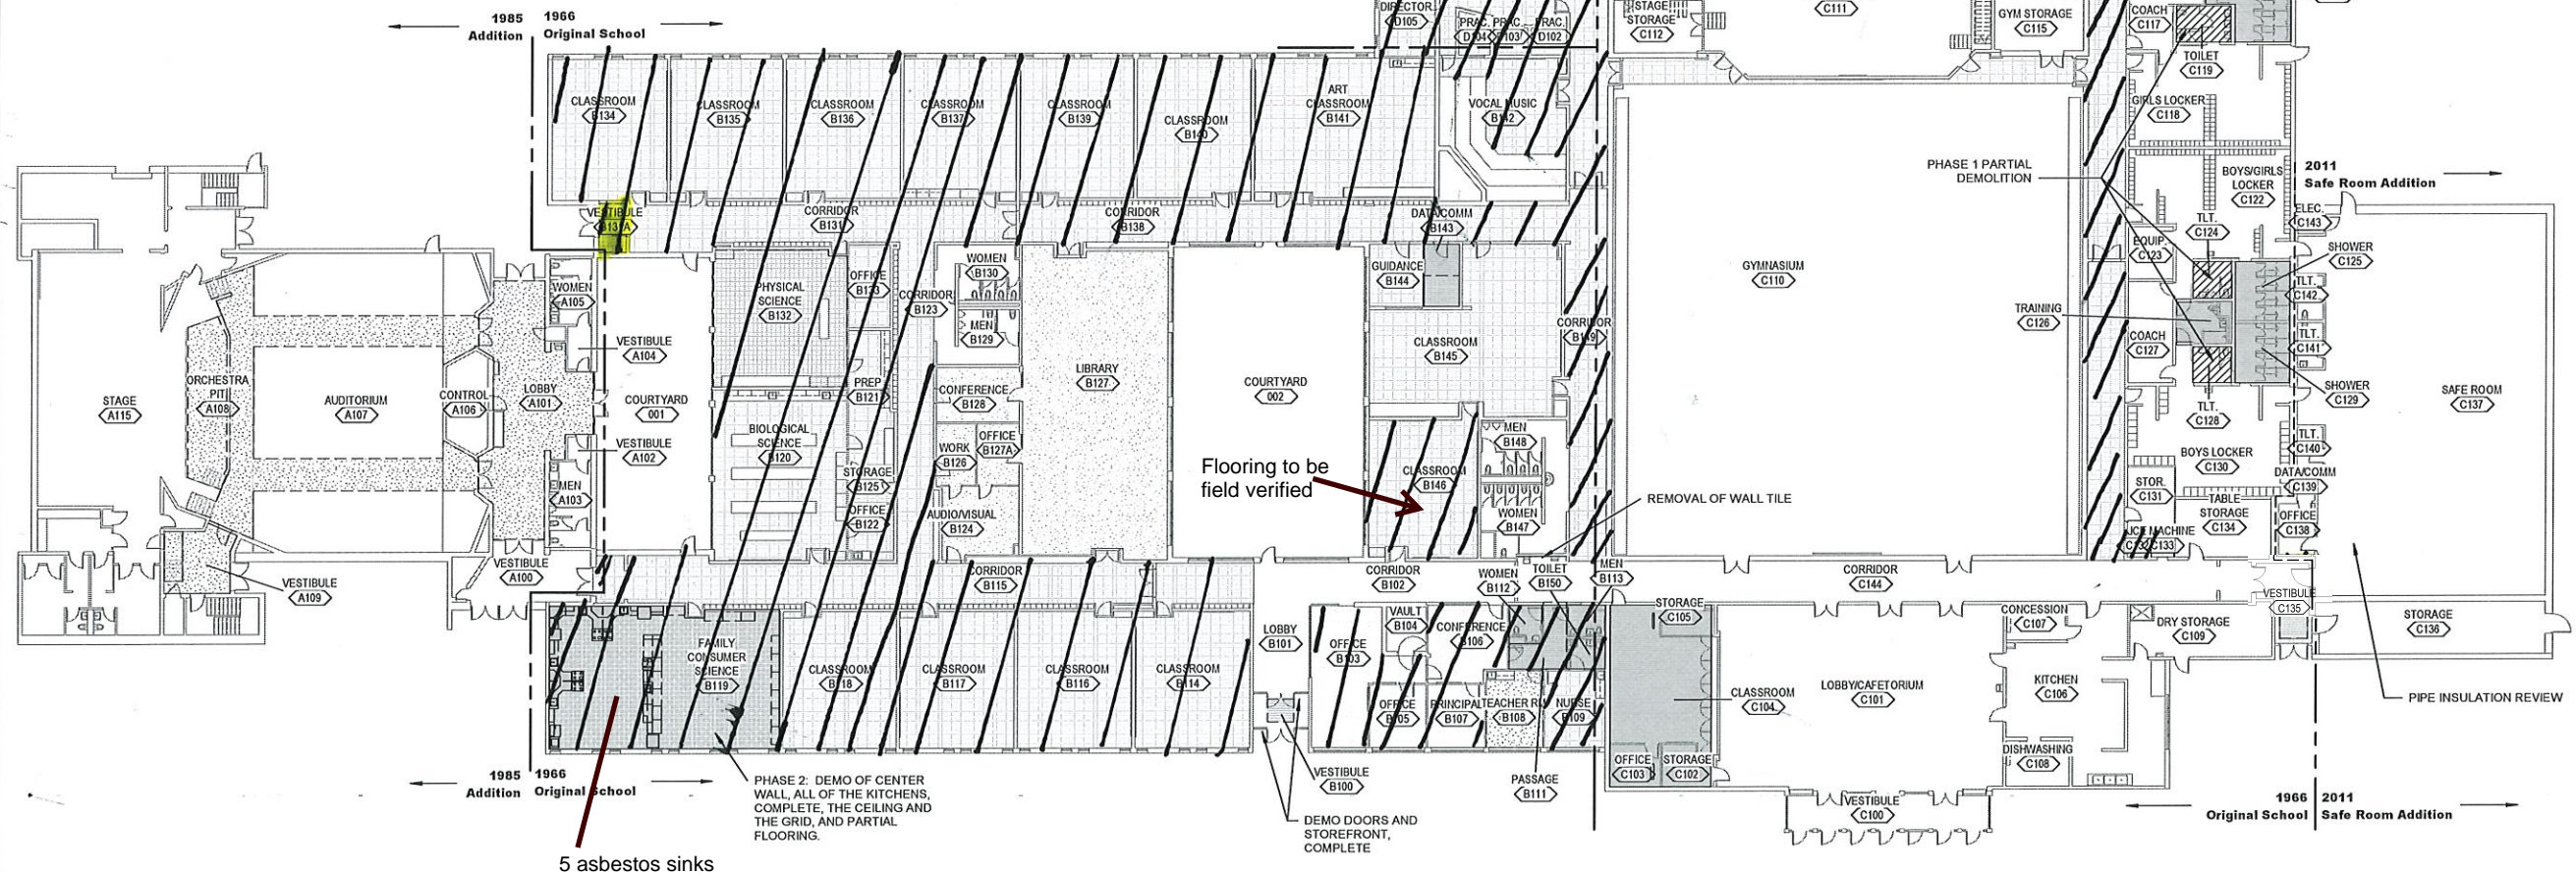 1985
Addition
1966
Original School
DIRECTOR
D105
PRAC.
D104
PRAC.
D103
PRAC.
D102
STAGE
STORAGE
C112
C111
GYM STORAGE
C115
COACH
C117
TOILET
C119
GIRLS LOCKER
C118
CLASSROOM
B134
CLASSROOM
B135
CLASSROOM
B136
CLASSROOM
B137
CLASSROOM
B139
CLASSROOM
B140
ART
CLASSROOM
B141
VOCAL MUSIC
B142
PHASE 1 PARTIAL
DEMOLITION
2011
Safe Room Addition
BOYS/GIRLS
LOCKER
C122
VESTIBULE
B131A
CORRIDOR
B131
CORRIDOR
B138
DATA/COMM
B143
ELEC.
C143
TLT.
C124
EQUIP.
C123
SHOWER
C125
WOMEN
A105
PHYSICAL
SCIENCE
B132
OFFICE
B133
CORRIDOR
B123
WOMEN
B130
MEN
B129
GUIDANCE
B144
GYMNASIUM
C110
TLT.
C142
TRAINING
C126
CORRIDOR
B149
COACH
C127
TLT.
C141
VESTIBULE
A104
CLASSROOM
B145
ORCHESTRA
PIT
A108
STAGE
A115
AUDITORIUM
A107
CONTROL
A106
LOBBY
A101
COURTYARD
001
PREP
B121
CONFERENCE
B128
LIBRARY
B127
COURTYARD
002
SHOWER
C129
SAFE ROOM
C137
TLT.
C128
VESTIBULE
A102
BIOLOGICAL
SCIENCE
B120
WORK
B126
OFFICE
B127A
MEN
B148
TLT.
C140
BOYS LOCKER
C130
MEN
A103
STORAGE
B125
Flooring to be
field verified
CLASSROOM
B146
STOR.
C131
DATA/COMM
C139
OFFICE
B122
AUDIO/VISUAL
B124
WOMEN
B147
REMOVAL OF WALL TILE
TABLE
STORAGE
C134
OFFICE
C138
ICE MACHINE
C133
VESTIBULE
A109
VESTIBULE
A100
CORRIDOR
B115
CORRIDOR
B102
WOMEN
B112
TOILET
B150
MEN
B113
CORRIDOR
C144
VESTIBULE
C135
STORAGE
C105
CONCESSION
C107
DRY STORAGE
C109
STORAGE
C136
FAMILY
CONSUMER
SCIENCE
B119
LOBBY
B101
OFFICE
B103
VAULT
B104
CONFERENCE
B106
CLASSROOM
B118
CLASSROOM
B117
CLASSROOM
B116
CLASSROOM
B114
CLASSROOM
C104
LOBBY/CAFETORIUM
C101
KITCHEN
C106
PIPE INSULATION REVIEW
OFFICE
B105
PRINCIPAL
B107
B108
NURSE
B109
DISHWASHING
C108
OFFICE
C103
STORAGE
C102
1985
Addition
1966
Original School
PHASE 2: DEMO OF CENTER
WALL, ALL OF THE KITCHENS,
COMPLETE, THE CEILING AND
THE GRID, AND PARTIAL
FLOORING.
VESTIBULE
B100
PASSAGE
B111
VESTIBULE
C100
1966
Original School
2011
Safe Room Addition
DEMO DOORS AND
STOREFRONT,
COMPLETE
5 asbestos sinks